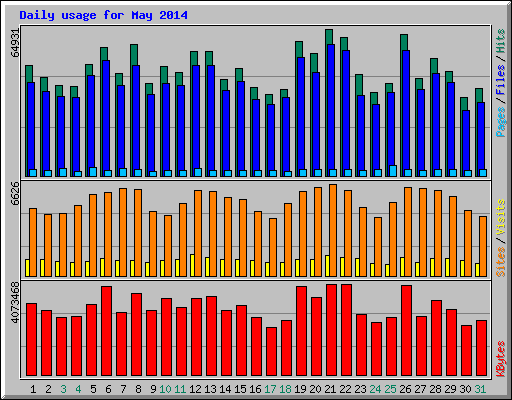 Daily usage for May 2014
64931
Pages / Files / Hits
6626
Sites / Visits
4073468
KBytes
1 2 3 4 5 6 7 8 9 10 11 12 13 14 15 16 17 18 19 20 21 22 23 24 25 26 27 28 29 30 31